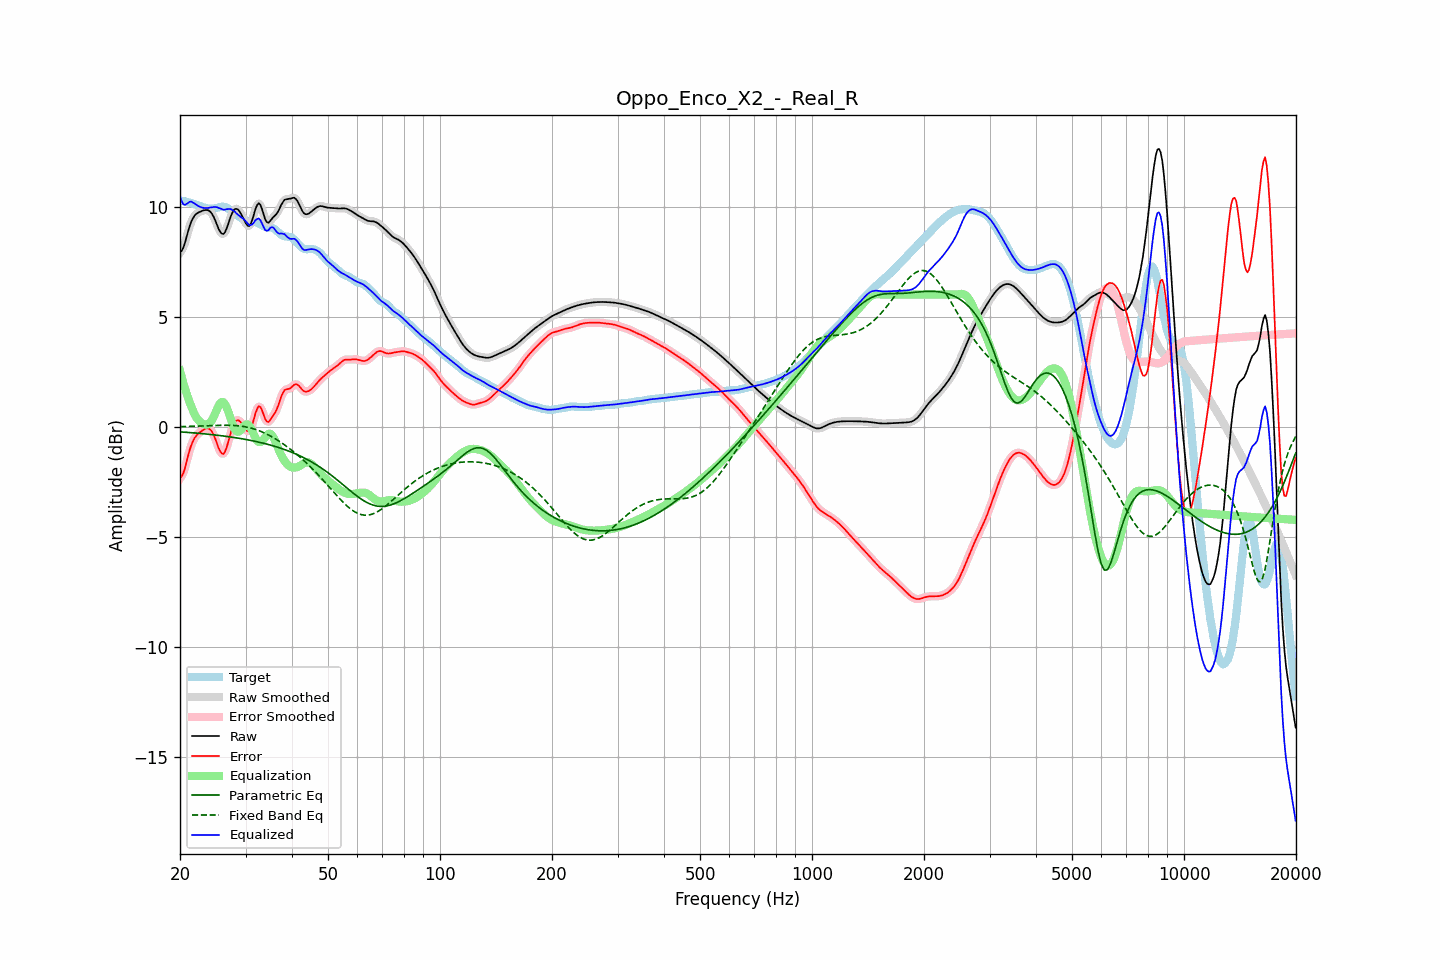 Oppo_Enco_X2_-_Real_R
Amplitude (dBr)
10
5
0
−5
−10
−15
Target
Raw Smoothed
Error Smoothed
Raw
Error
Equalization
Parametric Eq
Fixed Band Eq
Equalized
20 50 100 200 500 1000 2000 5000 10000 20000
Frequency (Hz)